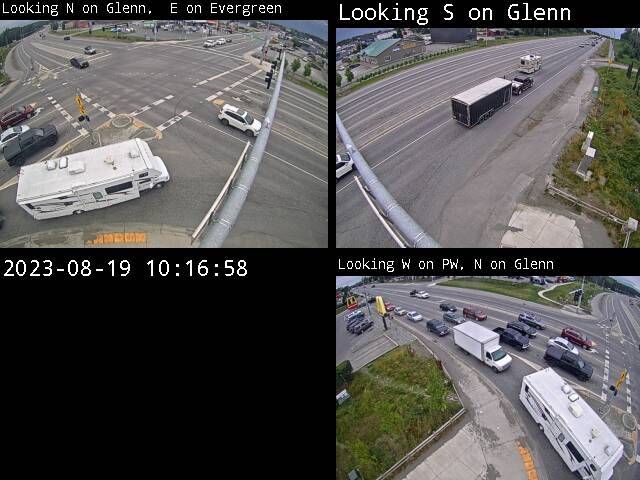 Looking N on Glenn,  E on Evergreen
Looking S on Glenn
2023-08-19 10:16:58
Looking W on PW, N on Glenn